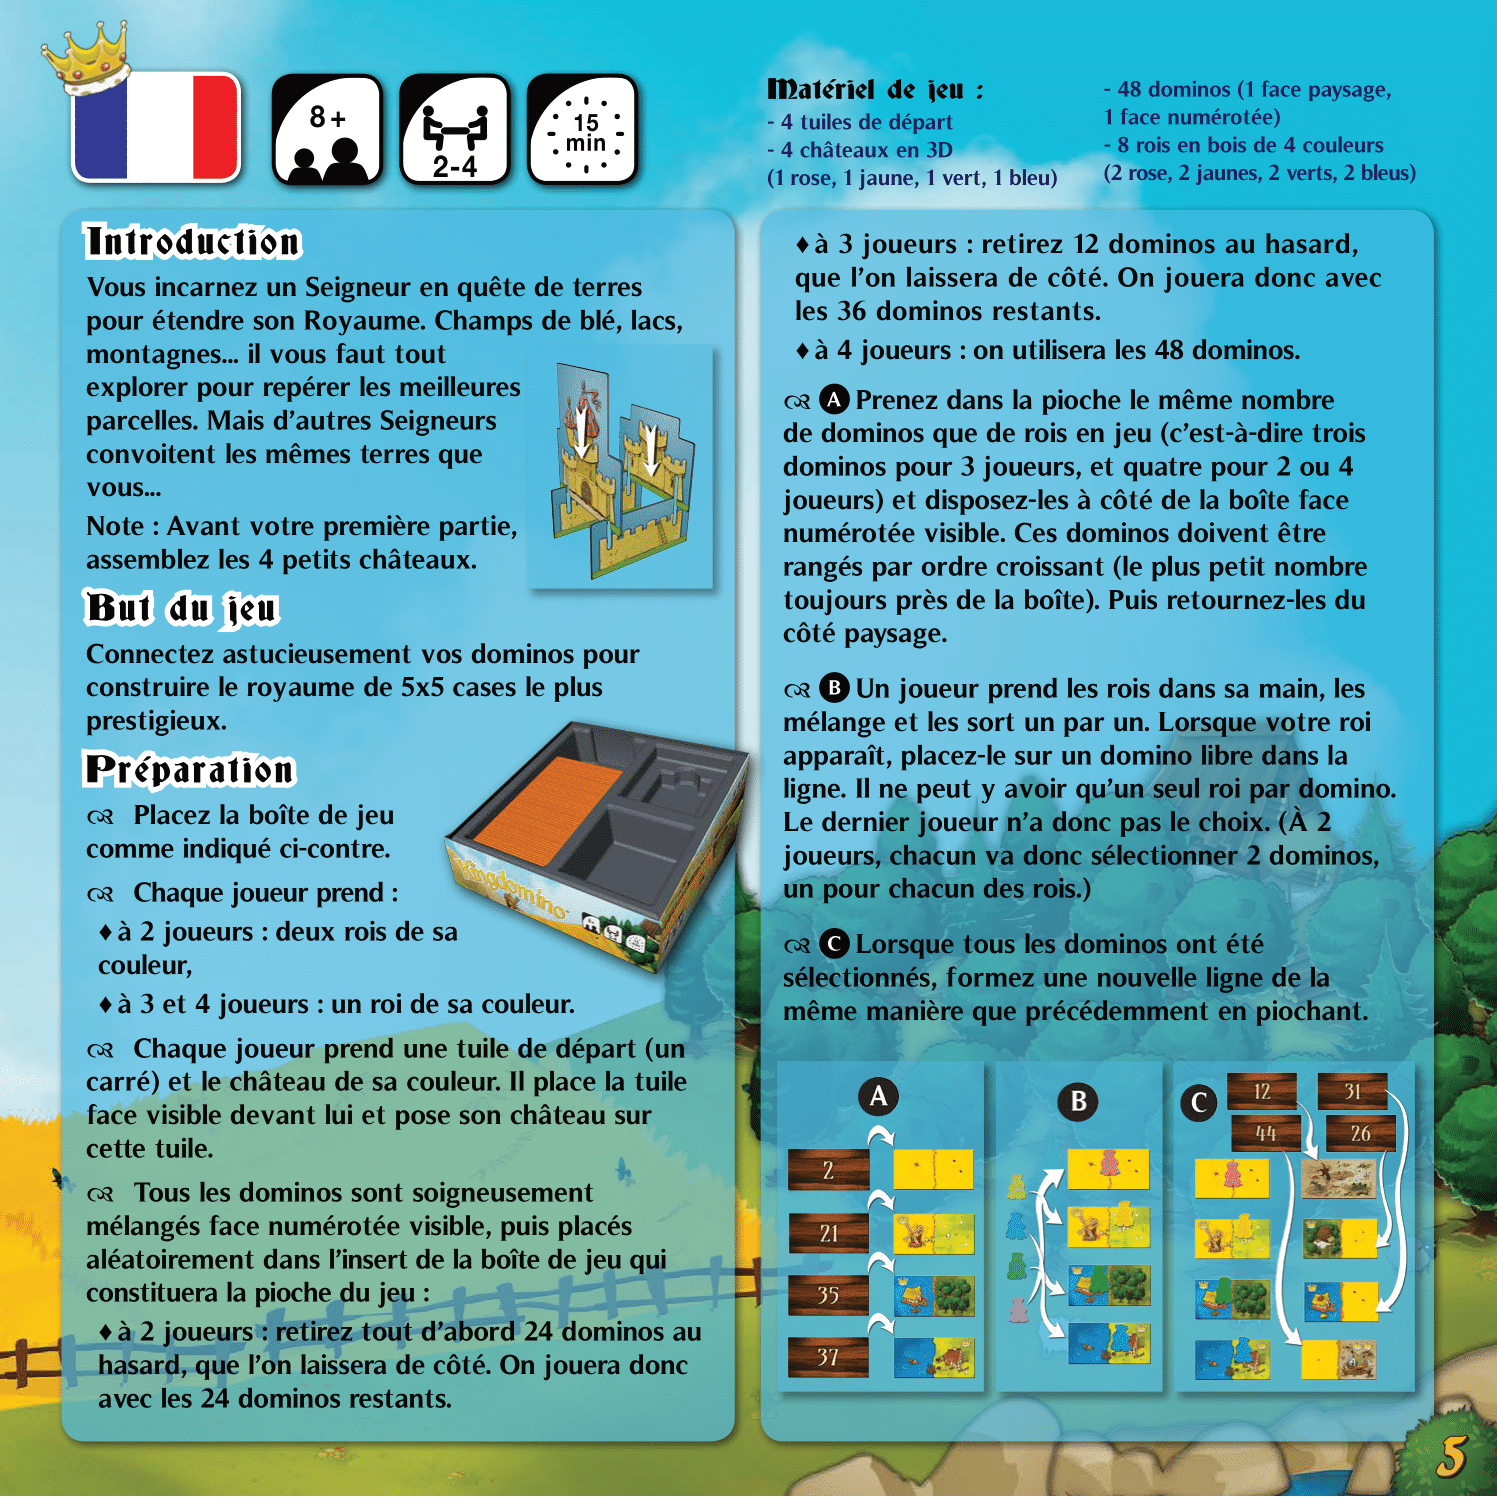 8+
2-4
15
min
Matériel de jeu :
- 4 tuiles de départ
- 4 châteaux en 3D
(1 rose, 1 jaune, 1 vert, 1 bleu)
- 48 dominos (1 face paysage,
1 face numérotée)
- 8 rois en bois de 4 couleurs
(2 rose, 2 jaunes, 2 verts, 2 bleus)
Introduction
Vous incarnez un Seigneur en quête de terres
pour étendre son Royaume. Champs de blé, lacs,
montagnes... il vous faut tout
explorer pour repérer les meilleures
parcelles. Mais d'autres Seigneurs
convoitent les mêmes terres que
vous...
Note : Avant votre première partie,
assemblez les 4 petits châteaux.
But du jeu
Connectez astucieusement vos dominos pour
construire le royaume de 5x5 cases le plus
prestigieux.
Préparation
Placez la boîte de jeu
comme indiqué ci-contre.
Chaque joueur prend :
♦ à 2 joueurs : deux rois de sa
couleur,
♦ à 3 et 4 joueurs : un roi de sa couleur.
Kingdomino
Chaque joueur prend une tuile de départ (un
carré) et le château de sa couleur. Il place la tuile
face visible devant lui et pose son château sur
cette tuile.
Tous les dominos sont soigneusement
mélangés face numérotée visible, puis placés
aléatoirement dans l'insert de la boîte de jeu qui
constituera la pioche du jeu :
♦ à 2 joueurs : retirez tout d'abord 24 dominos au
hasard, que l'on laissera de côté. On jouera donc
avec les 24 dominos restants.
♦ à 3 joueurs : retirez 12 dominos au hasard,
que l'on laissera de côté. On jouera donc avec
les 36 dominos restants.
♦ à 4 joueurs : on utilisera les 48 dominos.
A Prenez dans la pioche le même nombre
de dominos que de rois en jeu (c'est-à-dire trois
dominos pour 3 joueurs, et quatre pour 2 ou 4
joueurs) et disposez-les à côté de la boîte face
numérotée visible. Ces dominos doivent être
rangés par ordre croissant (le plus petit nombre
toujours près de la boîte). Puis retournez-les du
côté paysage.
B Un joueur prend les rois dans sa main, les
mélange et les sort un par un. Lorsque votre roi
apparaît, placez-le sur un domino libre dans la
ligne. Il ne peut y avoir qu'un seul roi par domino.
Le dernier joueur n'a donc pas le choix. (À 2
joueurs, chacun va donc sélectionner 2 dominos,
un pour chacun des rois.)
C Lorsque tous les dominos ont été
sélectionnés, formez une nouvelle ligne de la
même manière que précédemment en piochant.
A
2
21
35
37
B
C
12
31
44
26
5